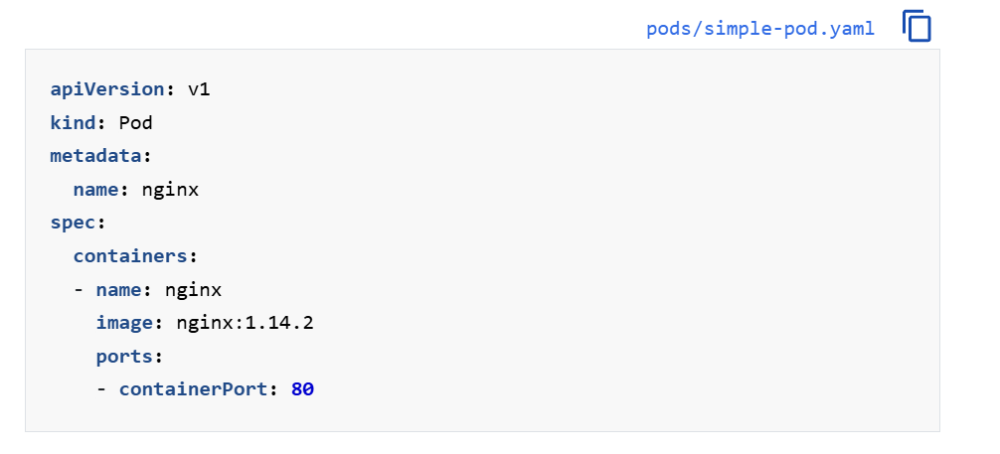 pods/simple-pod.yaml
apiVersion: v1
kind: Pod
metadata:
  name: nginx
spec:
  containers:
  - name: nginx
    image: nginx:1.14.2
    ports:
    - containerPort: 80